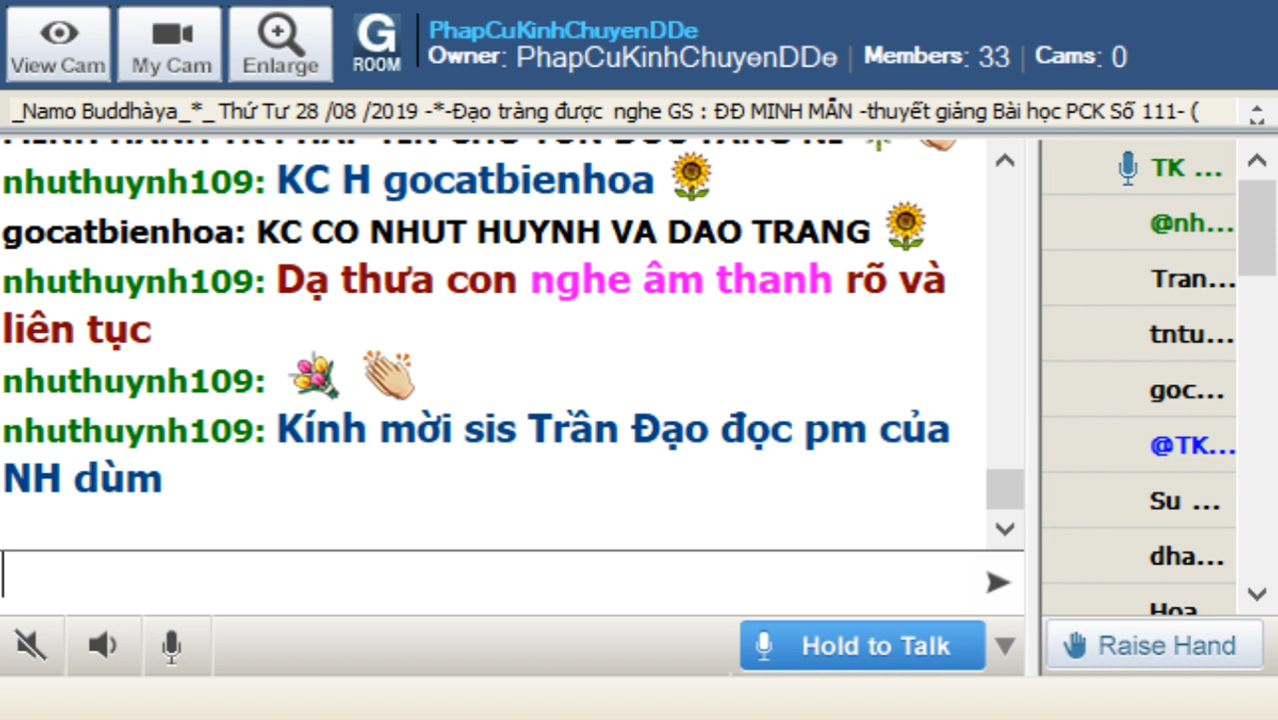 View Cam
My Cam
Enlarge
G
ROOM
PhapCuKinhChuyenDDe
Owner: PhapCuKinhChuyenDDe | Members: 33 | Cams: 0
_Namo Buddhàya_*_ Thứ Tư 28 /08 /2019 -*-Đạo tràng được nghe GS : ĐĐ MINH MẪN -thuyết giảng Bài học PCK Số 111- (
nhuthuynh109: KC H gocatbienhoa
gocatbienhoa: KC CO NHUT HUYNH VA DAO TRANG
nhuthuynh109: Dạ thưa con nghe âm thanh rõ và
liên tục
nhuthuynh109:
nhuthuynh109: Kính mời sis Trần Đạo đọc pm của
NH dùm
TK ...
@nh...
Tran...
tntu...
goc...
@TK...
Su ...
dha...
Hoa
Hold to Talk
Raise Hand